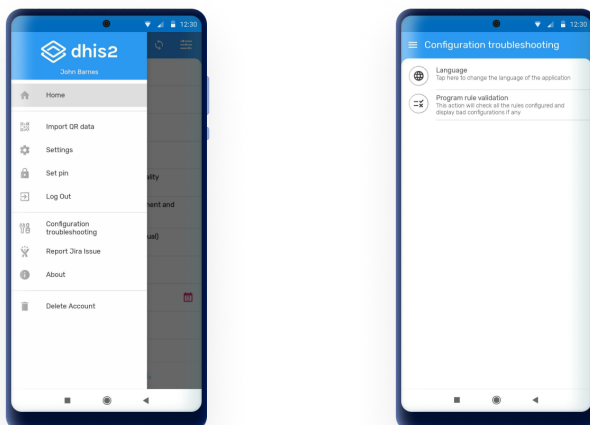 12:30
dhis2
John Barnes
Home
Import QR data
Settings
Set pin
ality
Log Out
ent and
Configuration
troubleshooting
ual)
Report Jira Issue
About
Delete Account
12:30
Configuration troubleshooting
Language
Tap here to change the language of the application
Program rule validation
This action will check all the rules configured and
display bad configurations if any